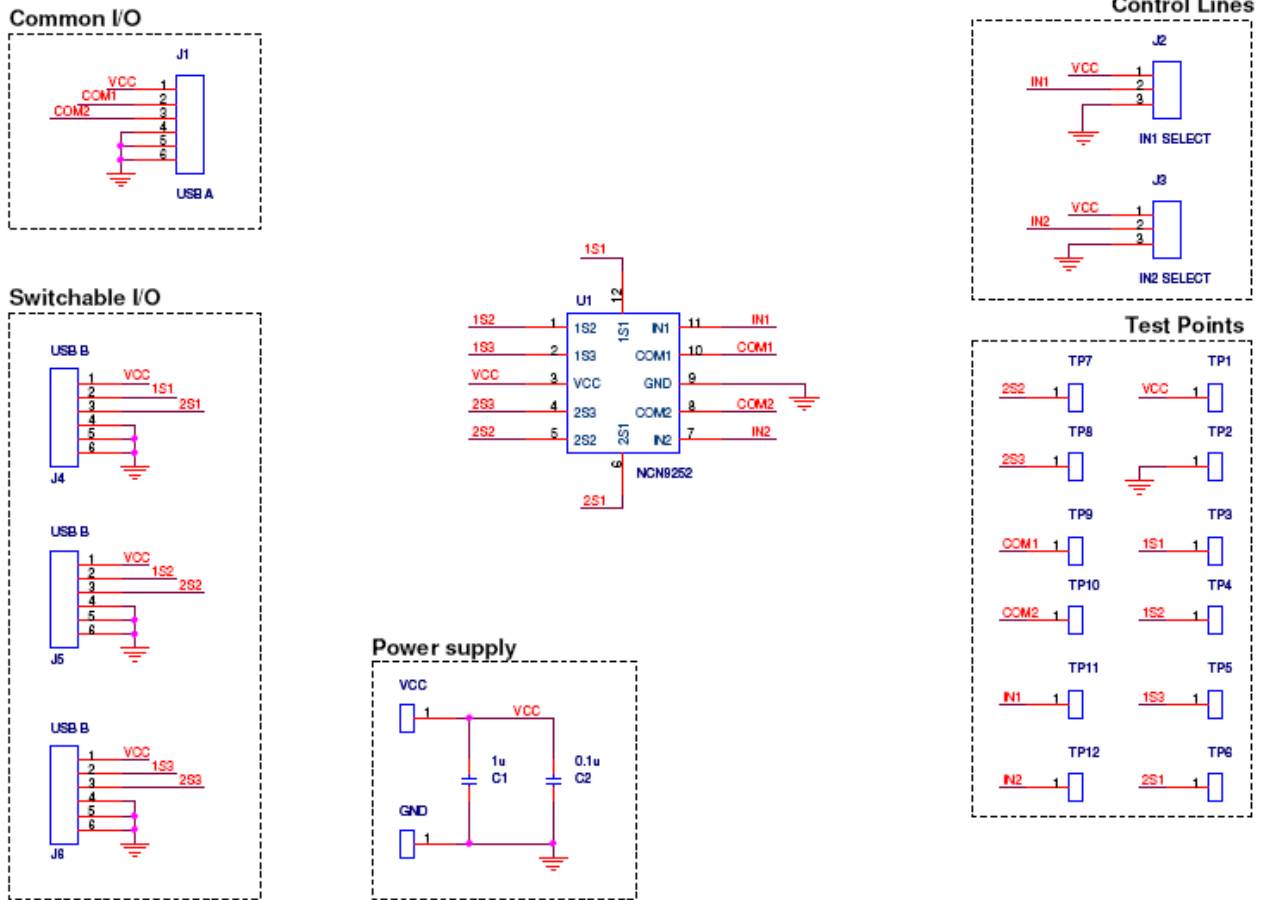 Common I/O
J1
VCC 1
COM1 2
COM2 3
4
5
6
USB A
Switchable I/O
USB B
1 VCC
2 1S1
3 2S1
4
5
6
J4
USB B
1 VCC
2 1S2
3 2S2
4
5
6
J5
USB B
1 VCC
2 1S3
3 2S3
4
5
6
J6
1S1
12
U1
1S2 1 1S2 1S1 IN1 11 IN1
1S3 2 1S3 COM1 10 COM1
VCC 3 VCC GND 9
2S3 4 2S3 COM2 8 COM2
2S2 5 2S2 2S1 IN2 7 IN2
6
NCN9252
2S1
Power supply
VCC
1 VCC
1u 0.1u
C1 C2
GND
1
Control Lines
J2
VCC 1
IN1 2
3
IN1 SELECT
J3
VCC 1
IN2 2
3
IN2 SELECT
Test Points
TP7 TP1
2S2 1 VCC 1
TP8 TP2
2S3 1 1
TP9 TP3
COM1 1 1S1 1
TP10 TP4
COM2 1 1S2 1
TP11 TP5
IN1 1 1S3 1
TP12 TP6
IN2 1 2S1 1